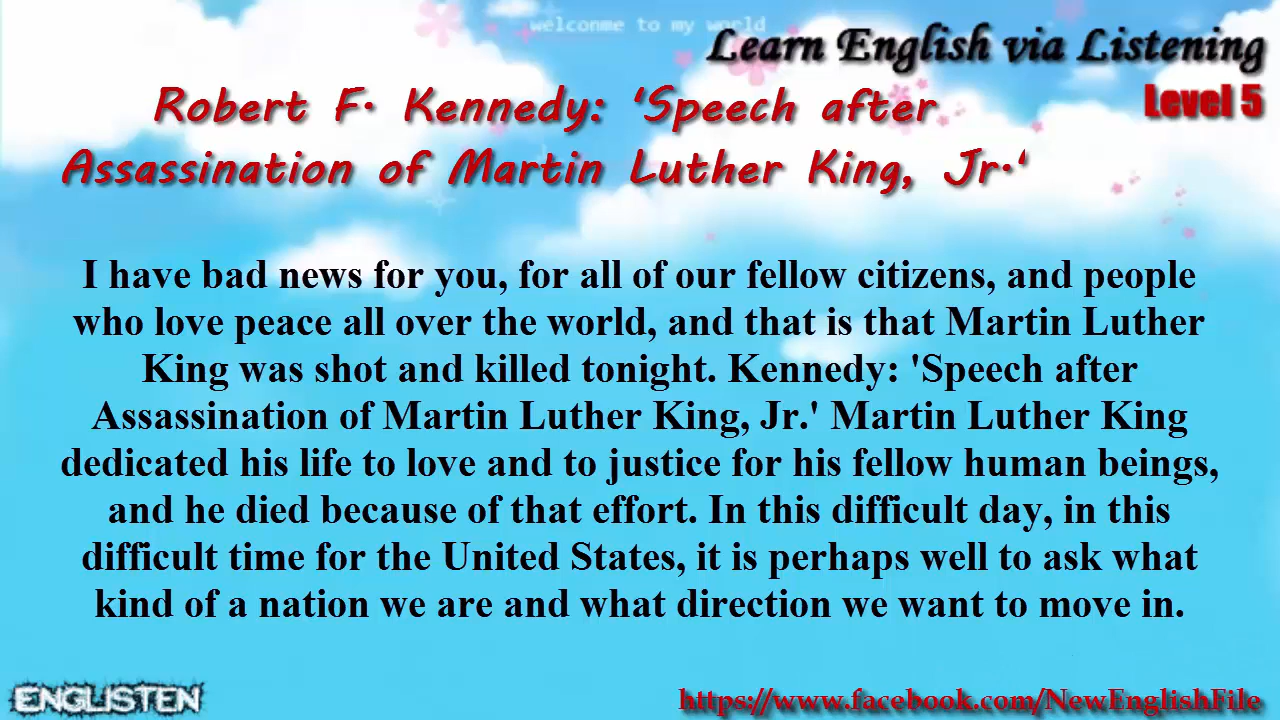 welconme to my world
Learn English via Listening
Level 5
Robert F. Kennedy: ‘Speech after
Assassination of Martin Luther King, Jr.‘
I have bad news for you, for all of our fellow citizens, and people
who love peace all over the world, and that is that Martin Luther
King was shot and killed tonight. Kennedy: 'Speech after
Assassination of Martin Luther King, Jr.' Martin Luther King
dedicated his life to love and to justice for his fellow human beings,
and he died because of that effort. In this difficult day, in this
difficult time for the United States, it is perhaps well to ask what
kind of a nation we are and what direction we want to move in.
ENGLISTEN
https://www.facebook.com/NewEnglishFile